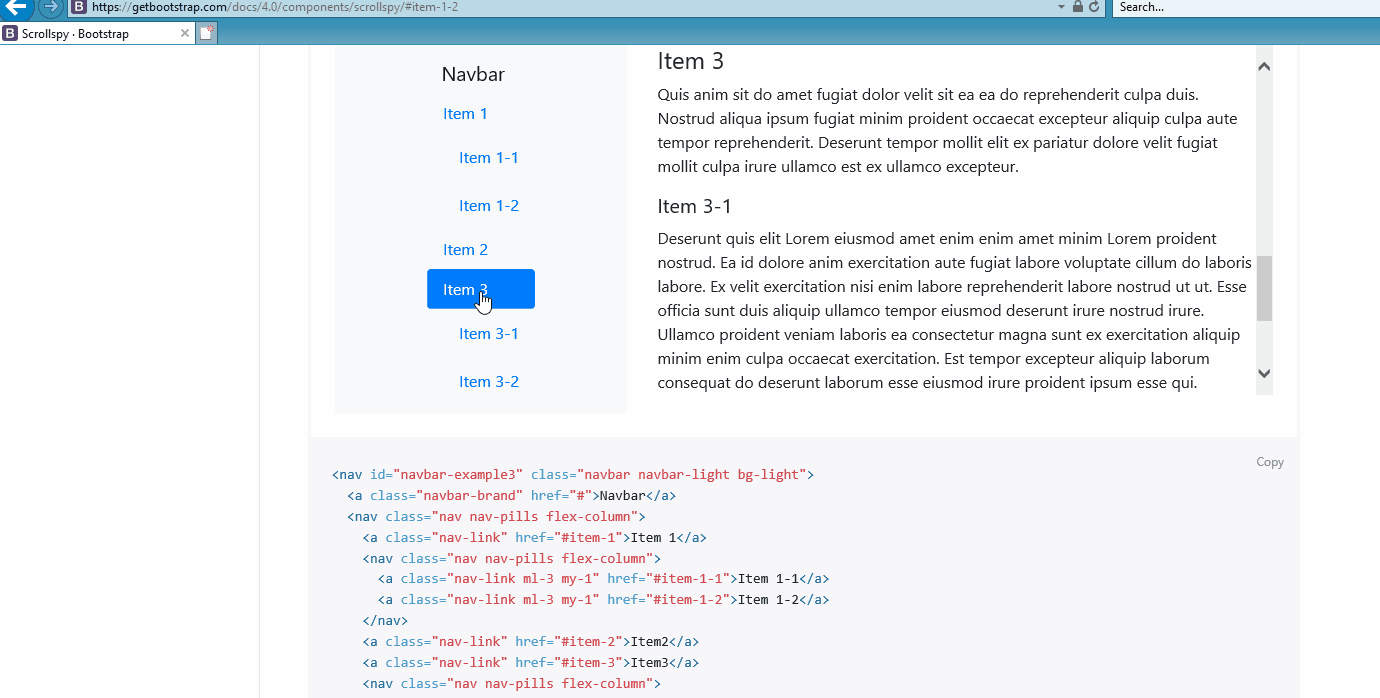 https://getbootstrap.com/docs/4.0/components/scrollspy/#item-1-2
Search...
Scrollspy · Bootstrap
Navbar
Item 1
Item 1-1
Item 1-2
Item 2
Item 3
Item 3-1
Item 3-2
Item 3
Quis anim sit do amet fugiat dolor velit sit ea ea do reprehenderit culpa duis.
Nostrud aliqua ipsum fugiat minim proident occaecat excepteur aliquip culpa aute
tempor reprehenderit. Deserunt tempor mollit elit ex pariatur dolore velit fugiat
mollit culpa irure ullamco est ex ullamco excepteur.
Item 3-1
Deserunt quis elit Lorem eiusmod amet enim enim amet minim Lorem proident
nostrud. Ea id dolore anim exercitation aute fugiat labore voluptate cillum do laboris
labore. Ex velit exercitation nisi enim labore reprehenderit labore nostrud ut ut. Esse
officia sunt duis aliquip ullamco tempor eiusmod deserunt irure nostrud irure.
Ullamco proident veniam laboris ea consectetur magna sunt ex exercitation aliquip
minim enim culpa occaecat exercitation. Est tempor excepteur aliquip laborum
consequat do deserunt laborum esse eiusmod irure proident ipsum esse qui.
Copy
<nav id="navbar-example3" class="navbar navbar-light bg-light">
<a class="navbar-brand" href="#">Navbar</a>
<nav class="nav nav-pills flex-column">
<a class="nav-link" href="#item-1">Item 1</a>
<nav class="nav nav-pills flex-column">
<a class="nav-link ml-3 my-1" href="#item-1-1">Item 1-1</a>
<a class="nav-link ml-3 my-1" href="#item-1-2">Item 1-2</a>
</nav>
<a class="nav-link" href="#item-2">Item2</a>
<a class="nav-link" href="#item-3">Item3</a>
<nav class="nav nav-pills flex-column">